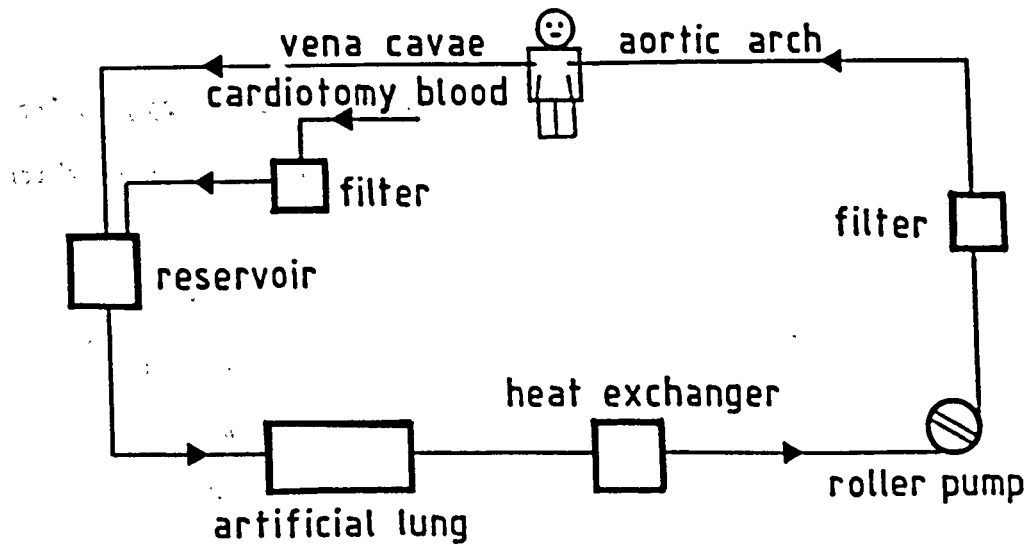 vena cavae
aortic arch
cardiotomy blood
filter
filter
reservoir
heat exchanger
roller pump
artificial lung